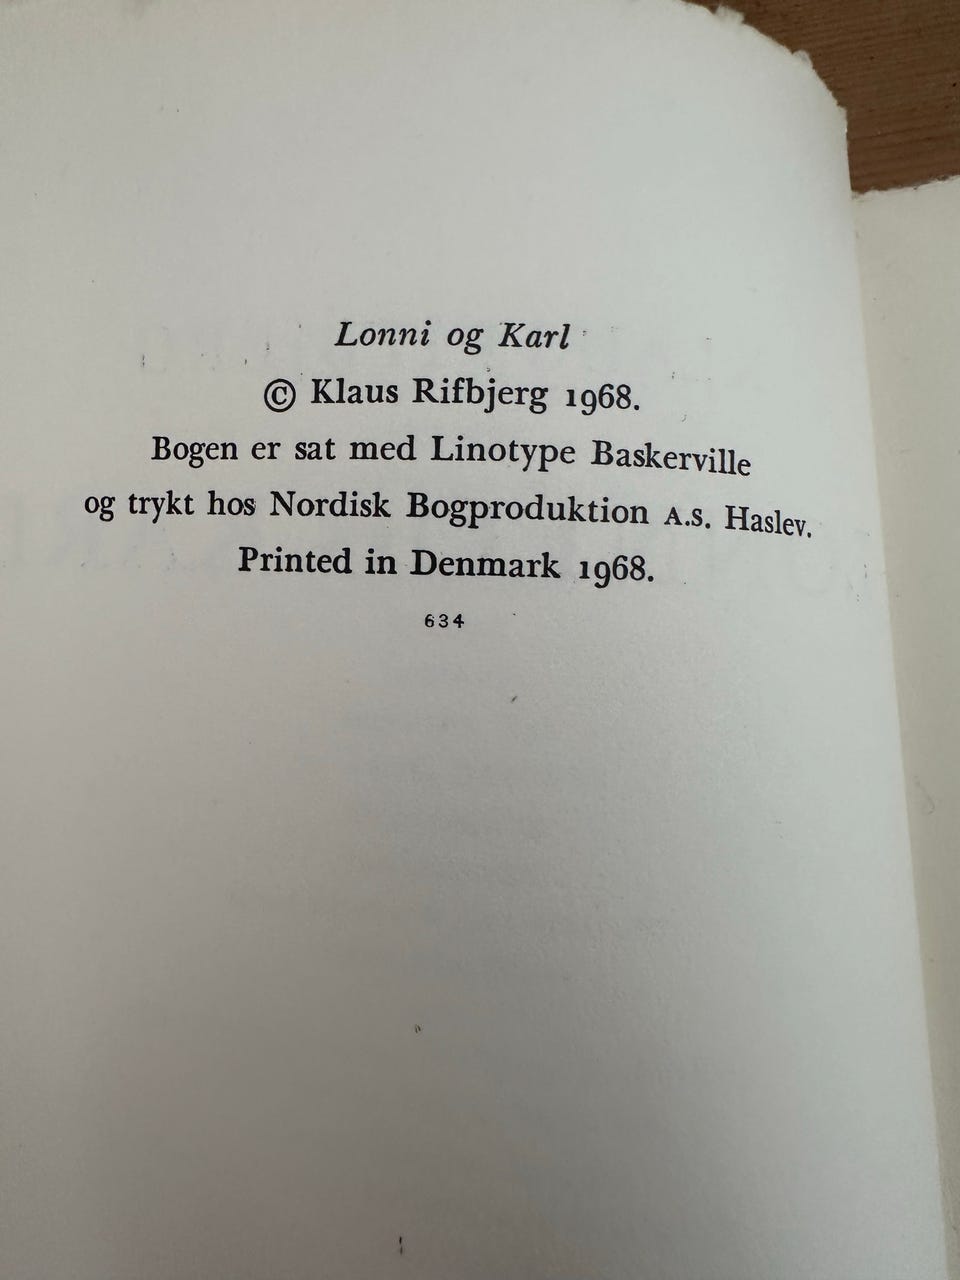 Lonni og Karl
© Klaus Rifbjerg 1968.
Bogen er sat med Linotype Baskerville
og trykt hos Nordisk Bogproduktion A.S. Haslev.
Printed in Denmark 1968.
634